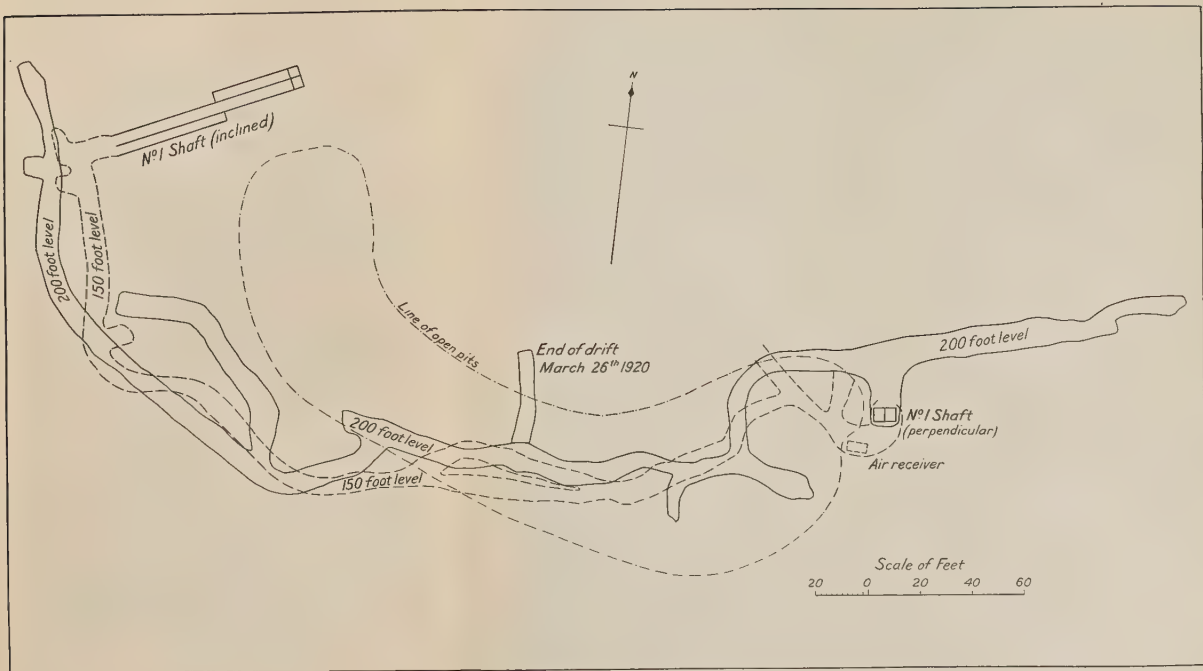 N
Nº1 Shaft (inclined)
200 foot level
150 foot level
Line of open pits
End of drift
March 26th 1920
200 foot level
Nº1 Shaft
(perpendicular)
Air receiver
200 foot level
150 foot level
Scale of Feet
20 0 20 40 60